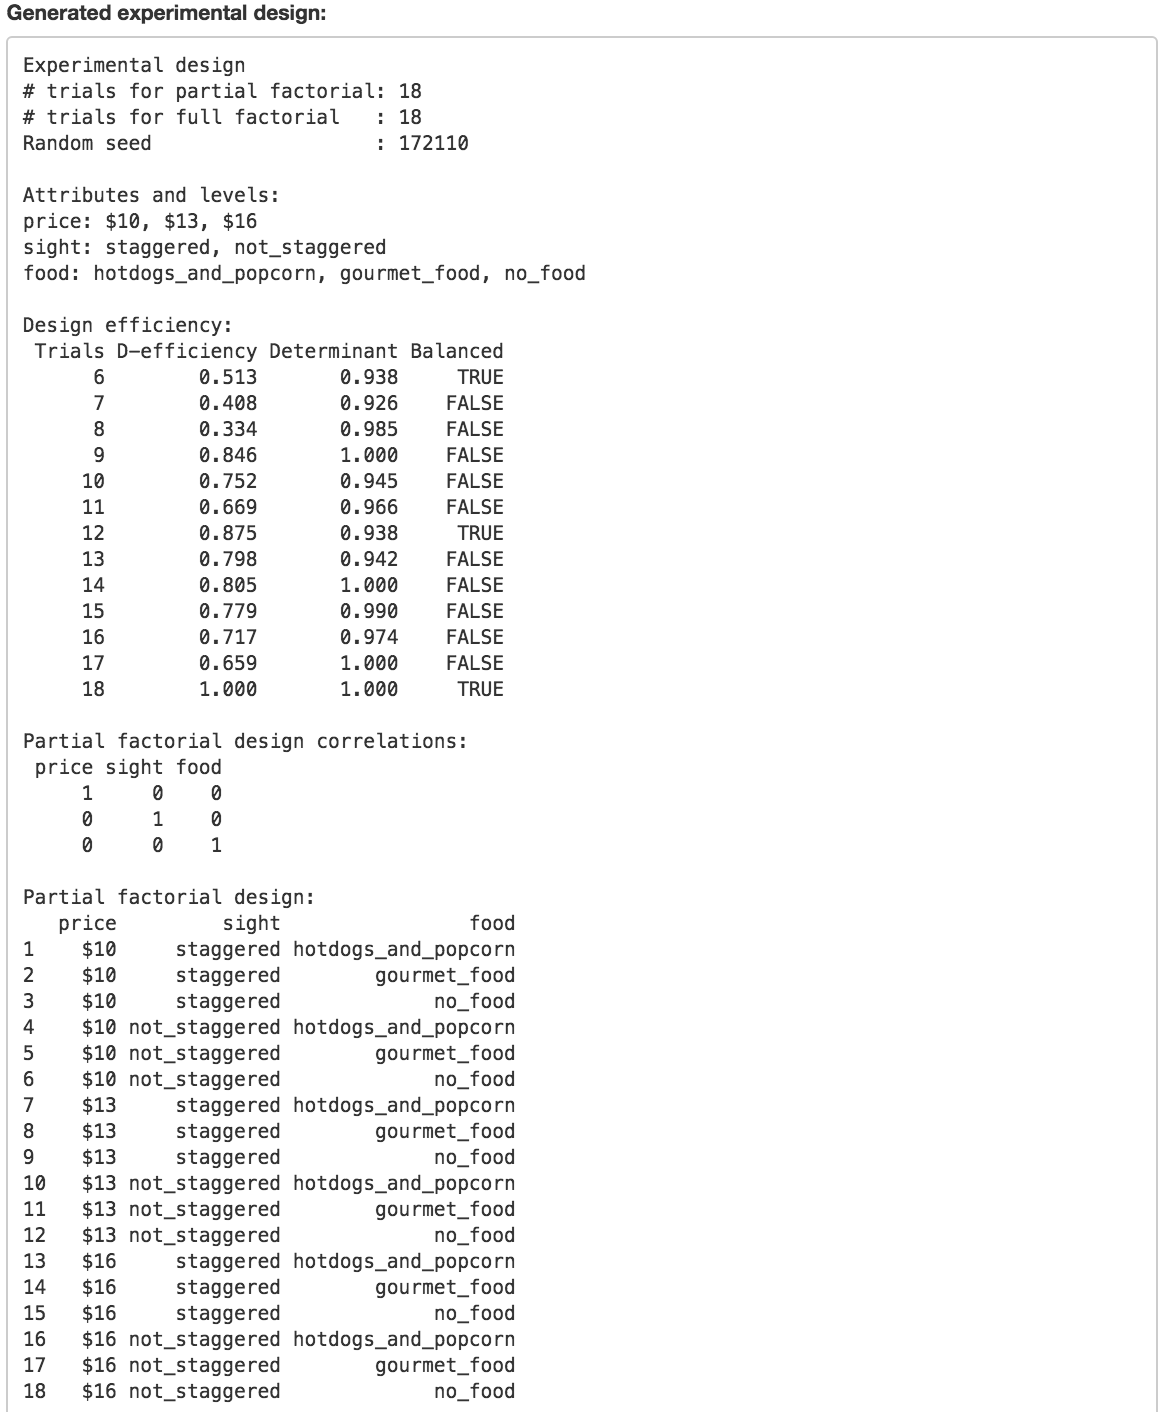 Generated experimental design:
Experimental design
# trials for partial factorial: 18
# trials for full factorial   : 18
Random seed                   : 172110
Attributes and levels:
price: $10, $13, $16
sight: staggered, not_staggered
food: hotdogs_and_popcorn, gourmet_food, no_food
Design efficiency:
 Trials D-efficiency Determinant Balanced
      6        0.513       0.938     TRUE
      7        0.408       0.926    FALSE
      8        0.334       0.985    FALSE
      9        0.846       1.000    FALSE
     10        0.752       0.945    FALSE
     11        0.669       0.966    FALSE
     12        0.875       0.938     TRUE
     13        0.798       0.942    FALSE
     14        0.805       1.000    FALSE
     15        0.779       0.990    FALSE
     16        0.717       0.974    FALSE
     17        0.659       1.000    FALSE
     18        1.000       1.000     TRUE
Partial factorial design correlations:
 price sight food
     1     0    0
     0     1    0
     0     0    1
Partial factorial design:
   price         sight                food
1    $10     staggered hotdogs_and_popcorn
2    $10     staggered        gourmet_food
3    $10     staggered             no_food
4    $10 not_staggered hotdogs_and_popcorn
5    $10 not_staggered        gourmet_food
6    $10 not_staggered             no_food
7    $13     staggered hotdogs_and_popcorn
8    $13     staggered        gourmet_food
9    $13     staggered             no_food
10   $13 not_staggered hotdogs_and_popcorn
11   $13 not_staggered        gourmet_food
12   $13 not_staggered             no_food
13   $16     staggered hotdogs_and_popcorn
14   $16     staggered        gourmet_food
15   $16     staggered             no_food
16   $16 not_staggered hotdogs_and_popcorn
17   $16 not_staggered        gourmet_food
18   $16 not_staggered             no_food